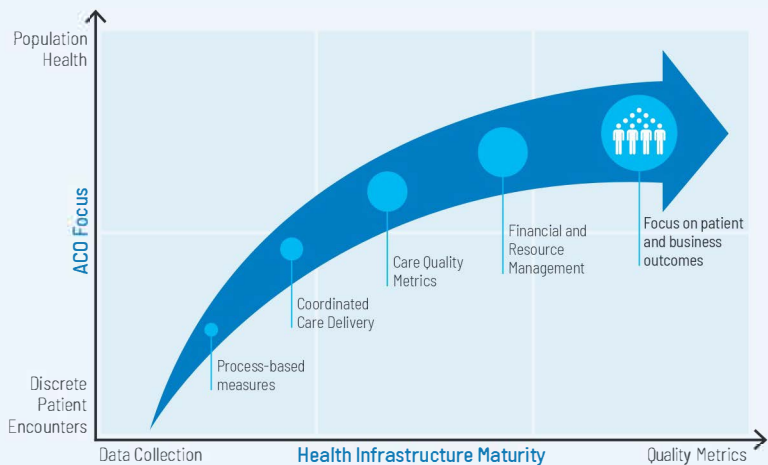 Population
Health
ACO Focus
Discrete
Patient
Encounters
Process-based
measures
Coordinated
Care Delivery
Care Quality
Metrics
Financial and
Resource
Management
Focus on patient
and business
outcomes
Data Collection
Health Infrastructure Maturity
Quality Metrics